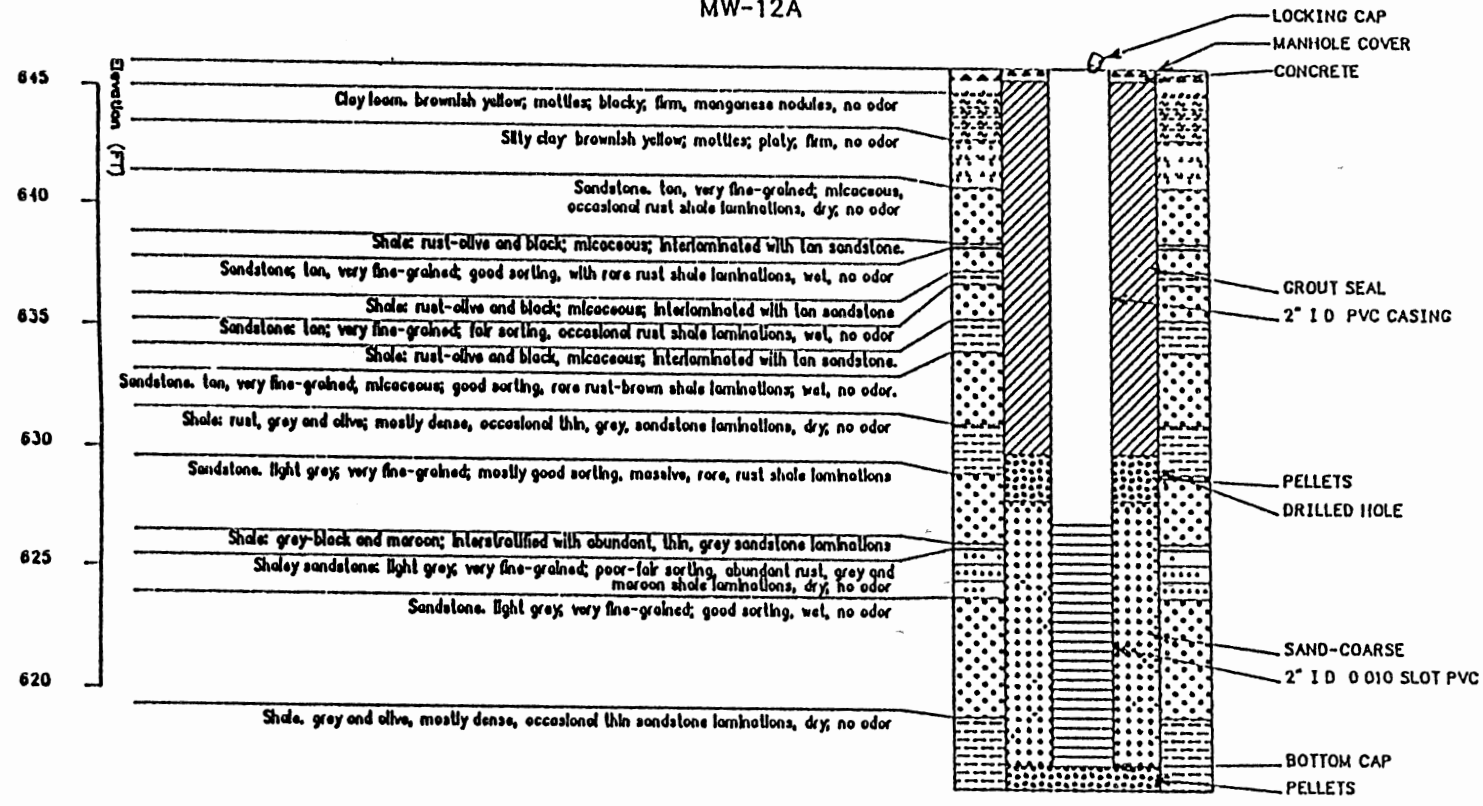 MW-12A
LOCKING CAP
MANHOLE COVER
CONCRETE
Elevation (FT)
645
640
635
630
625
620
Clay loam. brownish yellow; mottles; blocky; firm, manganese nodules, no odor
Silty clay brownish yellow; mottles; platy; firm, no odor
Sandstone. tan, very fine-grained; micaceous,
occasional rust shale laminations, dry; no odor
Shale: rust-olive and black; micaceous; interlaminated with tan sandstone.
Sandstone; tan, very fine-grained; good sorting, with rare rust shale laminations, wet, no odor
Shale: rust-olive and black; micaceous; interlaminated with tan sandstone
Sandstone: tan; very fine-grained; fair sorting, occasional rust shale laminations, wet, no odor
Shale: rust-olive and black, micaceous; interlaminated with tan sandstone.
Sandstone. tan, very fine-grained, micaceous; good sorting, rare rust-brown shale laminations; wet, no odor.
Shale: rust, grey and olive; mostly dense, occasional thin, grey, sandstone laminations, dry, no odor
Sandstone. light grey; very fine-grained; mostly good sorting, massive, rare, rust shale laminations
Shale: grey-black and maroon; interstratified with abundant, thin, grey sandstone laminations
Shaley sandstone: light grey; very fine-grained; poor-fair sorting, abundant rust, grey and
maroon shale laminations, dry, no odor
Sandstone. light grey; very fine-grained; good sorting, wet, no odor
Shale. grey and olive, mostly dense, occasional thin sandstone laminations, dry, no odor
GROUT SEAL
2" I D PVC CASING
PELLETS
DRILLED HOLE
SAND-COARSE
2" I D 0 010 SLOT PVC
BOTTOM CAP
PELLETS